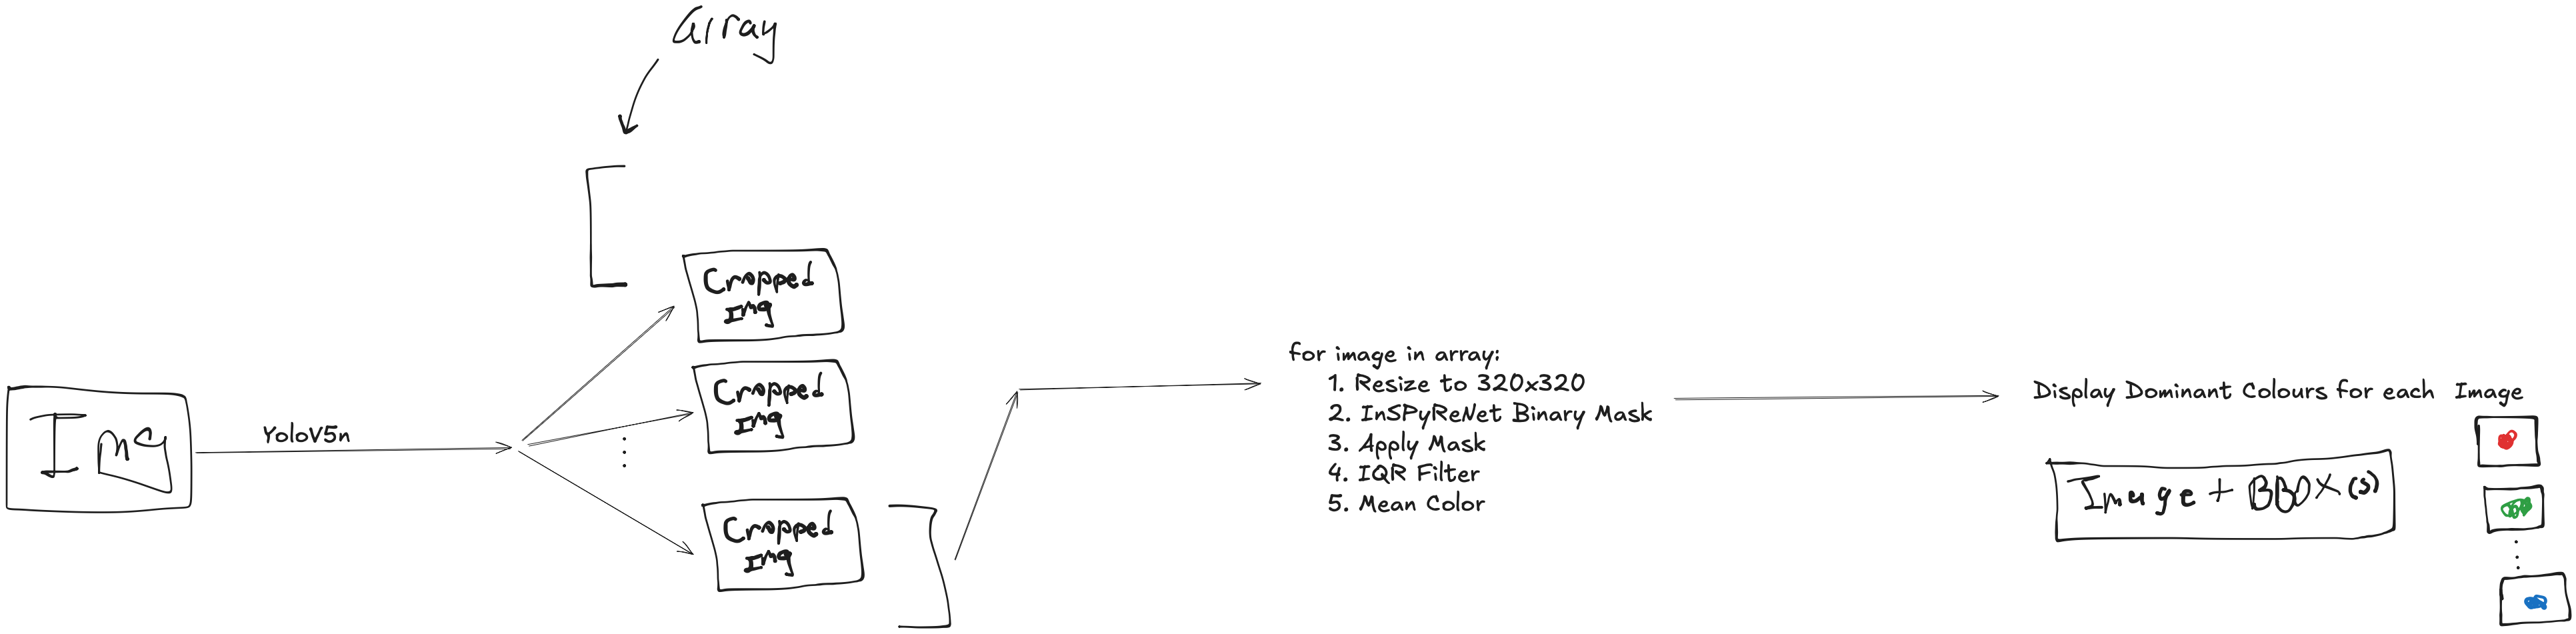 Array
Img
YoloV5n
Cropped
Img
Cropped
Img
Cropped
Img
for image in array:
1. Resize to 320x320
2. InSPyReNet Binary Mask
3. Apply Mask
4. IQR Filter
5. Mean Color
Display Dominant Colours for each Image
Image + BBOX(s)